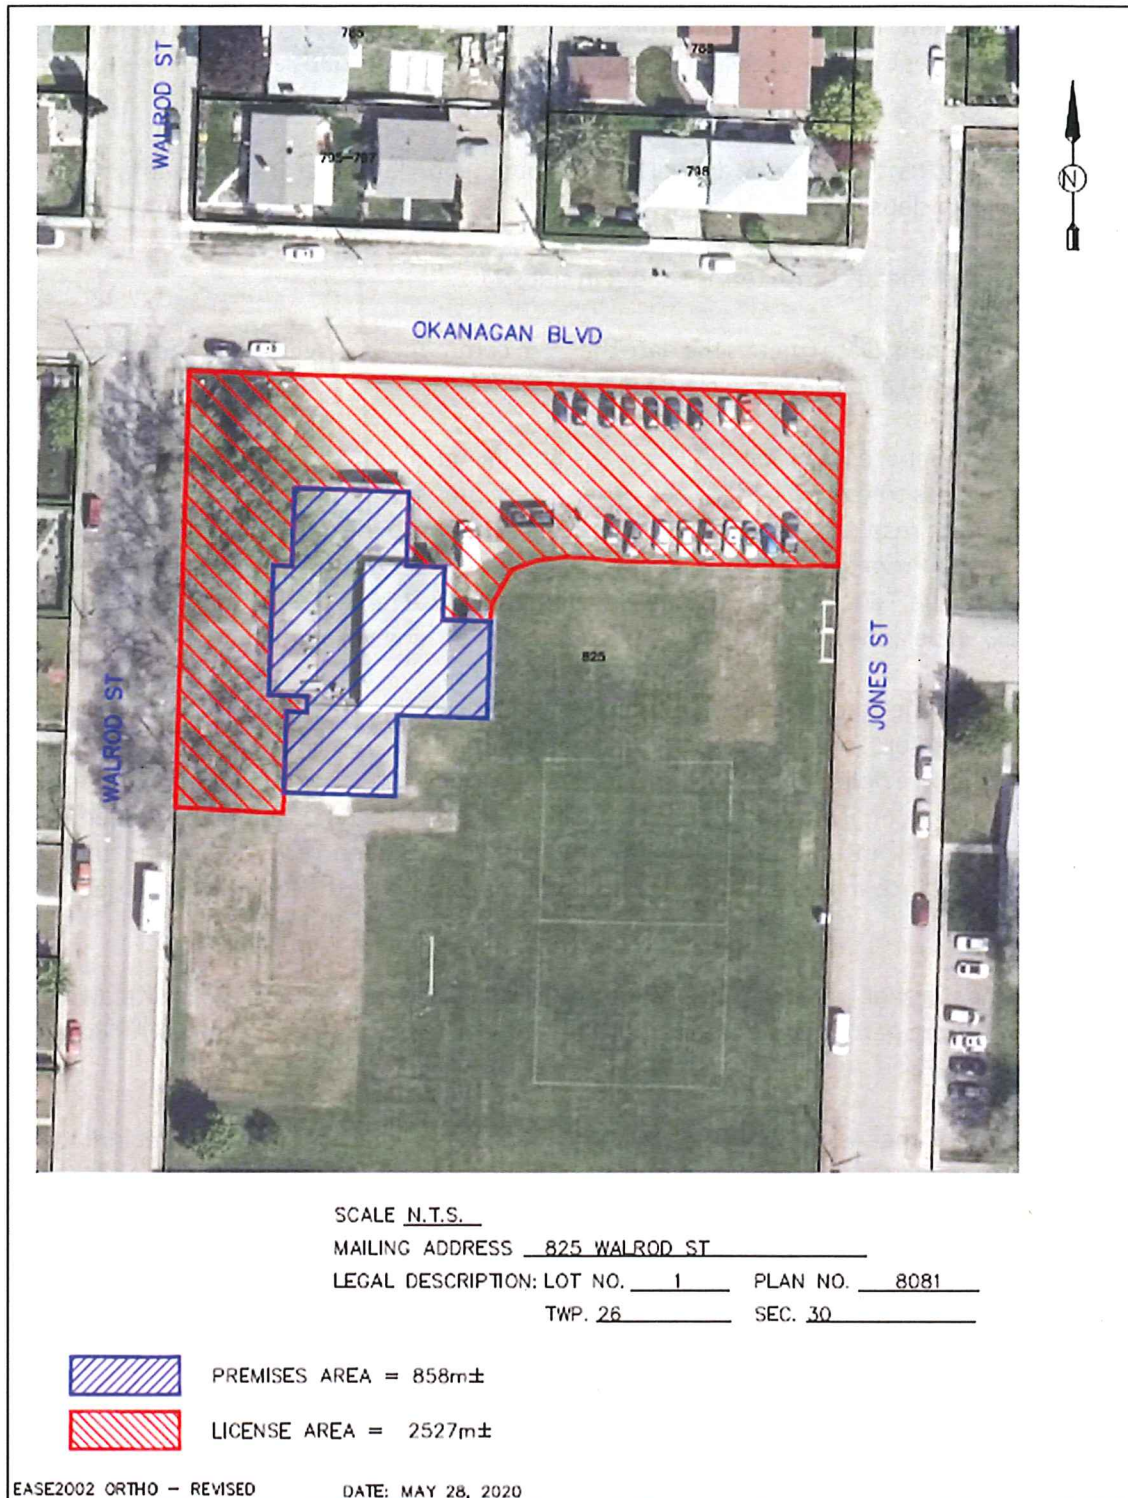 785
788
WALROD ST
795-797
798
N
OKANAGAN BLVD
825
JONES ST
WALROD ST
SCALE N.T.S.
MAILING ADDRESS 825 WALROD ST
LEGAL DESCRIPTION: LOT NO. 1 PLAN NO. 8081
TWP. 26 SEC. 30
PREMISES AREA = 858m±
LICENSE AREA = 2527m±
EASE2002 ORTHO - REVISED DATE: MAY 28, 2020